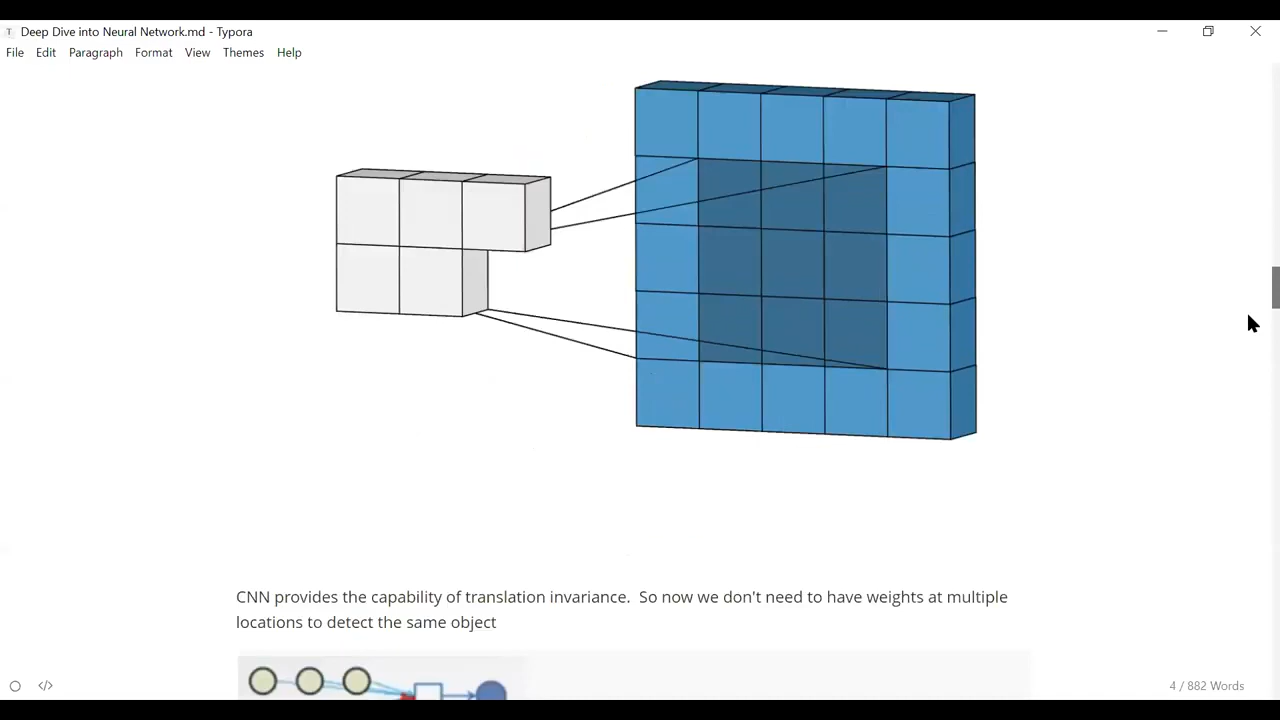 Deep Dive into Neural Network.md - Typora
File Edit Paragraph Format View Themes Help
CNN provides the capability of translation invariance.  So now we don't need to have weights at multiple
locations to detect the same object
4 / 882 Words